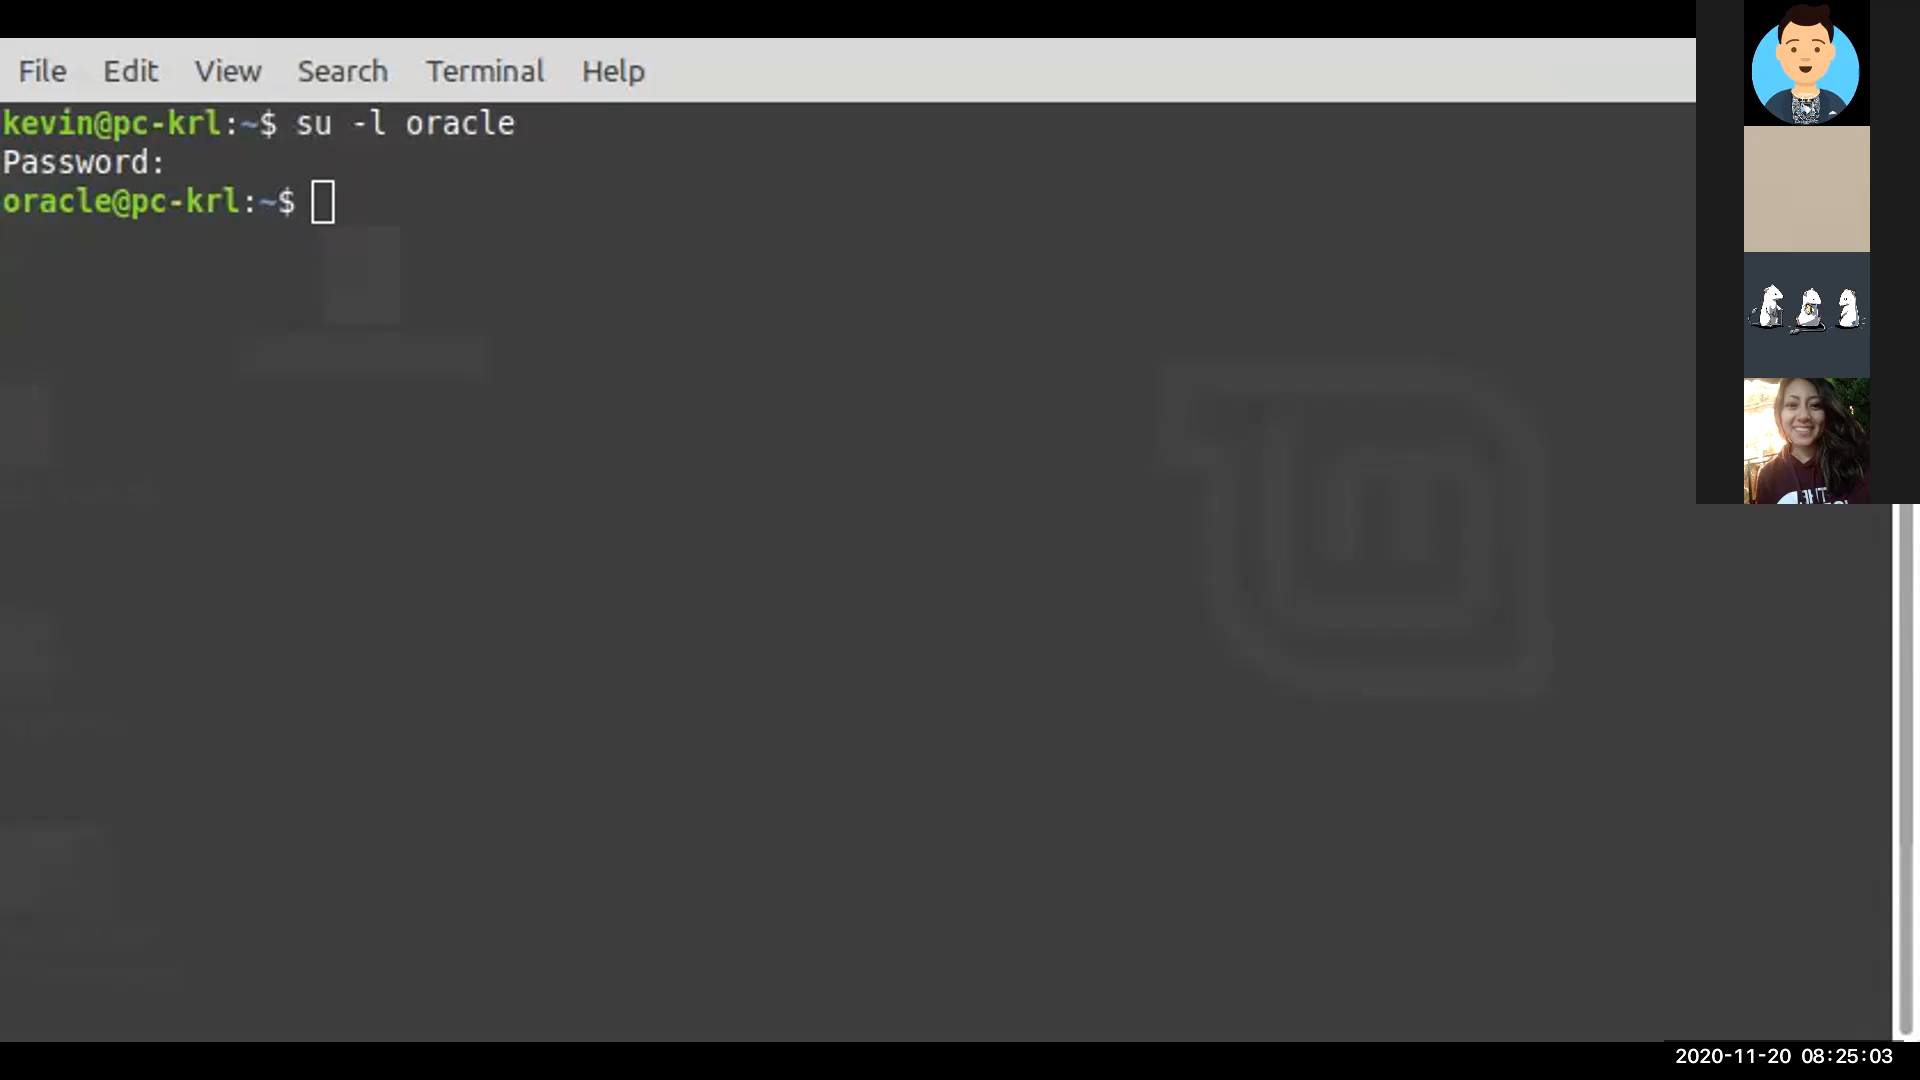 File Edit View Search Terminal Help
kevin@pc-krl:~$ su -l oracle
Password:
oracle@pc-krl:~$
2020-11-20 08:25:03